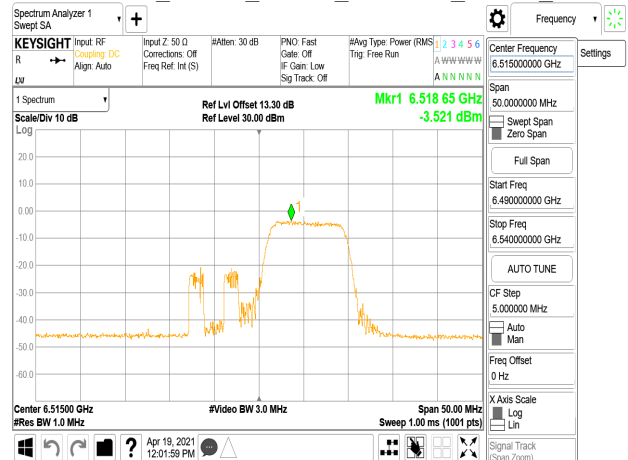 Spectrum Analyzer 1
Swept SA
+
Frequency
KEYSIGHT
R
Input: RF
Coupling: DC
Align: Auto
Input Z: 50 Ω
Corrections: Off
Freq Ref: Int (S)
#Atten: 30 dB
PNO: Fast
Gate: Off
IF Gain: Low
Sig Track: Off
#Avg Type: Power (RMS
Trig: Free Run
1 2 3 4 5 6
A W W W W W
A N N N N N
Center Frequency
6.515000000 GHz
Settings
Span
50.0000000 MHz
Swept Span
Zero Span
Full Span
Start Freq
6.490000000 GHz
Stop Freq
6.540000000 GHz
AUTO TUNE
CF Step
5.000000 MHz
Auto
Man
Freq Offset
0 Hz
X Axis Scale
Log
Lin
Signal Track
(Span Zoom)
1 Spectrum
Scale/Div 10 dB
Log
Ref Lvl Offset 13.30 dB
Ref Level 30.00 dBm
Mkr1 6.518 65 GHz
-3.521 dBm
20.0
10.0
0.00
-10.0
-20.0
-30.0
-40.0
-50.0
-60.0
1
Center 6.51500 GHz
#Res BW 1.0 MHz
#Video BW 3.0 MHz
Span 50.00 MHz
Sweep 1.00 ms (1001 pts)
?
Apr 19, 2021
12:01:59 PM